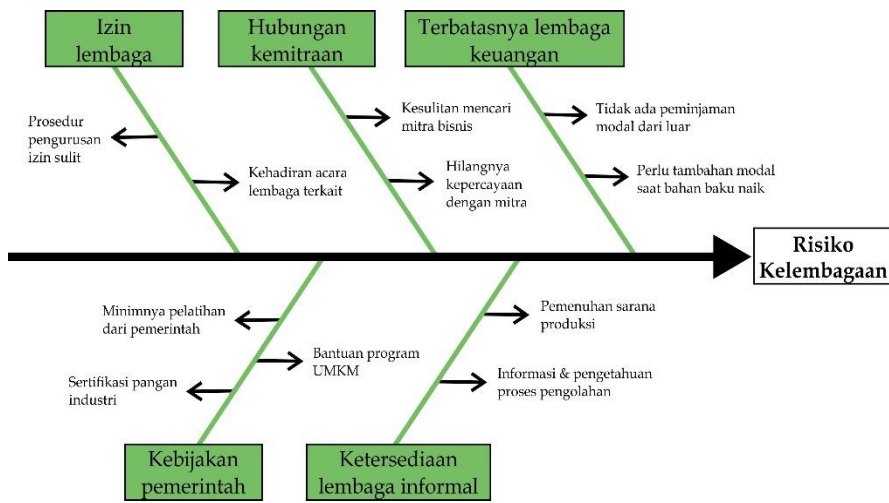 Izin
lembaga
Hubungan
kemitraan
Terbatasnya lembaga
keuangan
Prosedur
pengurusan
izin sulit
Kehadiran acara
lembaga terkait
Kesulitan mencari
mitra bisnis
Hilangnya
kepercayaan
dengan mitra
Tidak ada peminjaman
modal dari luar
Perlu tambahan modal
saat bahan baku naik
Risiko
Kelembagaan
Minimnya pelatihan
dari pemerintah
Bantuan program
UMKM
Sertifikasi pangan
industri
Pemenuhan sarana
produksi
Informasi & pengetahuan
proses pengolahan
Kebijakan
pemerintah
Ketersediaan
lembaga informal